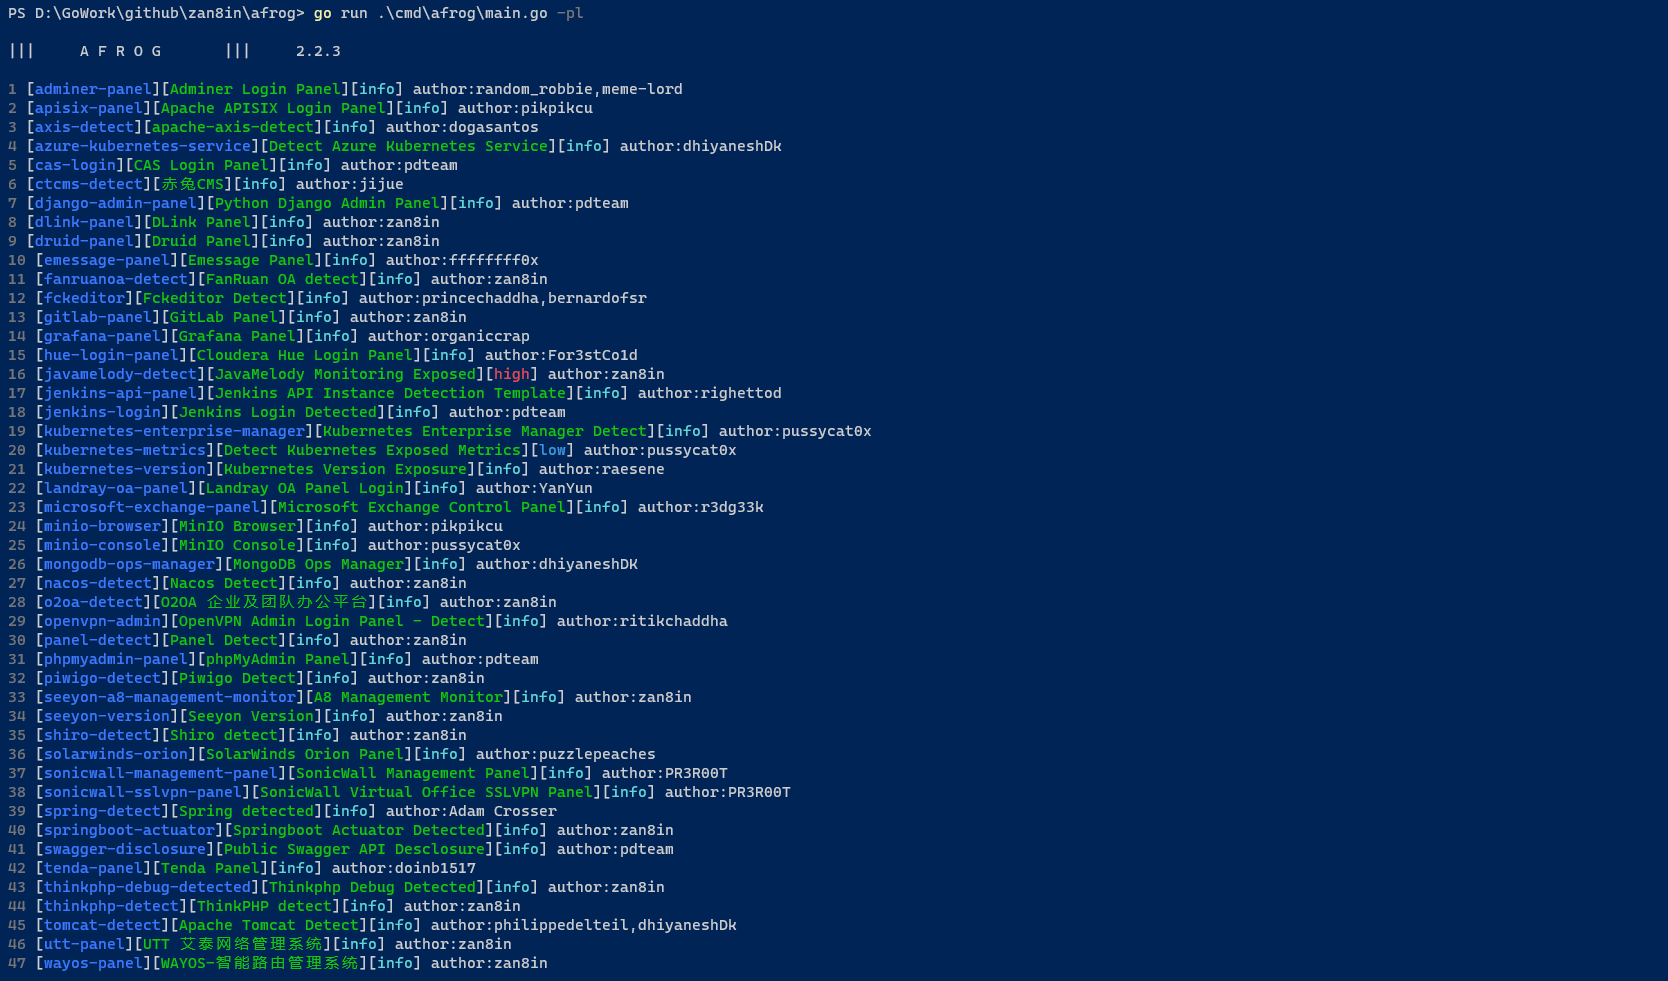 PS D:\GoWork\github\zan8in\afrog> go run .\cmd\afrog\main.go -pl
|||     A F R O G       |||     2.2.3
1 [adminer-panel][Adminer Login Panel][info] author:random_robbie,meme-lord
2 [apisix-panel][Apache APISIX Login Panel][info] author:pikpikcu
3 [axis-detect][apache-axis-detect][info] author:dogasantos
4 [azure-kubernetes-service][Detect Azure Kubernetes Service][info] author:dhiyaneshDk
5 [cas-login][CAS Login Panel][info] author:pdteam
6 [ctcms-detect][赤兔CMS][info] author:jijue
7 [django-admin-panel][Python Django Admin Panel][info] author:pdteam
8 [dlink-panel][DLink Panel][info] author:zan8in
9 [druid-panel][Druid Panel][info] author:zan8in
10 [emessage-panel][Emessage Panel][info] author:ffffffff0x
11 [fanruanoa-detect][FanRuan OA detect][info] author:zan8in
12 [fckeditor][Fckeditor Detect][info] author:princechaddha,bernardofsr
13 [gitlab-panel][GitLab Panel][info] author:zan8in
14 [grafana-panel][Grafana Panel][info] author:organiccrap
15 [hue-login-panel][Cloudera Hue Login Panel][info] author:For3stCo1d
16 [javamelody-detect][JavaMelody Monitoring Exposed][high] author:zan8in
17 [jenkins-api-panel][Jenkins API Instance Detection Template][info] author:righettod
18 [jenkins-login][Jenkins Login Detected][info] author:pdteam
19 [kubernetes-enterprise-manager][Kubernetes Enterprise Manager Detect][info] author:pussycat0x
20 [kubernetes-metrics][Detect Kubernetes Exposed Metrics][low] author:pussycat0x
21 [kubernetes-version][Kubernetes Version Exposure][info] author:raesene
22 [landray-oa-panel][Landray OA Panel Login][info] author:YanYun
23 [microsoft-exchange-panel][Microsoft Exchange Control Panel][info] author:r3dg33k
24 [minio-browser][MinIO Browser][info] author:pikpikcu
25 [minio-console][MinIO Console][info] author:pussycat0x
26 [mongodb-ops-manager][MongoDB Ops Manager][info] author:dhiyaneshDK
27 [nacos-detect][Nacos Detect][info] author:zan8in
28 [o2oa-detect][O2OA 企业及团队办公平台][info] author:zan8in
29 [openvpn-admin][OpenVPN Admin Login Panel - Detect][info] author:ritikchaddha
30 [panel-detect][Panel Detect][info] author:zan8in
31 [phpmyadmin-panel][phpMyAdmin Panel][info] author:pdteam
32 [piwigo-detect][Piwigo Detect][info] author:zan8in
33 [seeyon-a8-management-monitor][A8 Management Monitor][info] author:zan8in
34 [seeyon-version][Seeyon Version][info] author:zan8in
35 [shiro-detect][Shiro detect][info] author:zan8in
36 [solarwinds-orion][SolarWinds Orion Panel][info] author:puzzlepeaches
37 [sonicwall-management-panel][SonicWall Management Panel][info] author:PR3R00T
38 [sonicwall-sslvpn-panel][SonicWall Virtual Office SSLVPN Panel][info] author:PR3R00T
39 [spring-detect][Spring detected][info] author:Adam Crosser
40 [springboot-actuator][Springboot Actuator Detected][info] author:zan8in
41 [swagger-disclosure][Public Swagger API Desclosure][info] author:pdteam
42 [tenda-panel][Tenda Panel][info] author:doinb1517
43 [thinkphp-debug-detected][Thinkphp Debug Detected][info] author:zan8in
44 [thinkphp-detect][ThinkPHP detect][info] author:zan8in
45 [tomcat-detect][Apache Tomcat Detect][info] author:philippedelteil,dhiyaneshDk
46 [utt-panel][UTT 艾泰网络管理系统][info] author:zan8in
47 [wayos-panel][WAYOS-智能路由管理系统][info] author:zan8in